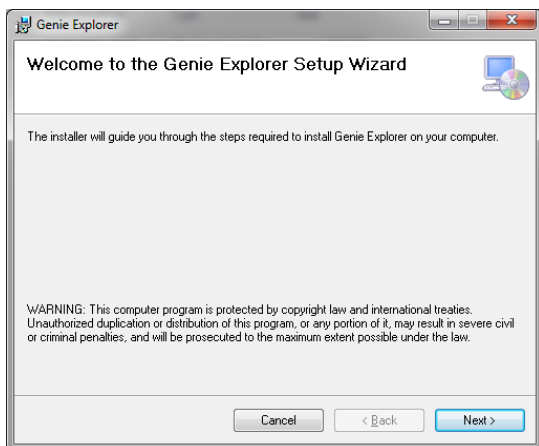 Genie Explorer
Welcome to the Genie Explorer Setup Wizard
The installer will guide you through the steps required to install Genie Explorer on your computer.
WARNING: This computer program is protected by copyright law and international treaties.
Unauthorized duplication or distribution of this program, or any portion of it, may result in severe civil
or criminal penalties, and will be prosecuted to the maximum extent possible under the law.
Cancel < Back Next >